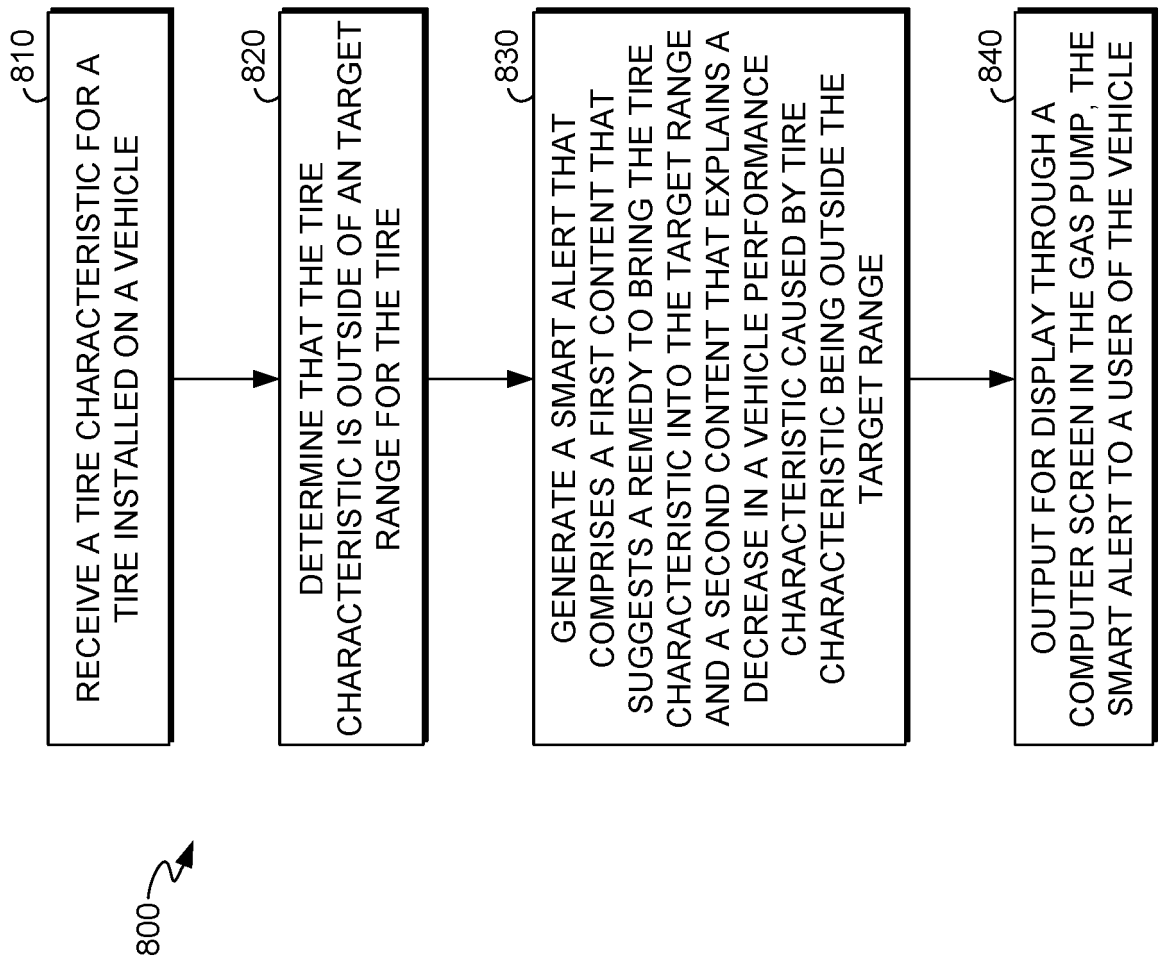 800
810
RECEIVE A TIRE CHARACTERISTIC FOR A
TIRE INSTALLED ON A VEHICLE
820
DETERMINE THAT THE TIRE
CHARACTERISTIC IS OUTSIDE OF AN TARGET
RANGE FOR THE TIRE
830
GENERATE A SMART ALERT THAT
COMPRISES A FIRST CONTENT THAT
SUGGESTS A REMEDY TO BRING THE TIRE
CHARACTERISTIC INTO THE TARGET RANGE
AND A SECOND CONTENT THAT EXPLAINS A
DECREASE IN A VEHICLE PERFORMANCE
CHARACTERISTIC CAUSED BY TIRE
CHARACTERISTIC BEING OUTSIDE THE
TARGET RANGE
840
OUTPUT FOR DISPLAY THROUGH A
COMPUTER SCREEN IN THE GAS PUMP, THE
SMART ALERT TO A USER OF THE VEHICLE